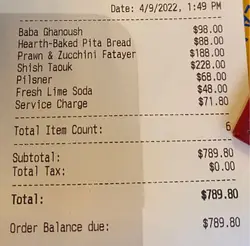 Date: 4/9/2022, 1:49 PM
Baba Ghanoush $98.00
Hearth-Baked Pita Bread $88.00
Prawn & Zucchini Fatayer $188.00
Shish Taouk $228.00
Pilsner $68.00
Fresh Lime Soda $48.00
Service Charge $71.80
Total Item Count: 6
Subtotal: $789.80
Total Tax: $0.00
Total: $789.80
Order Balance due: $789.80